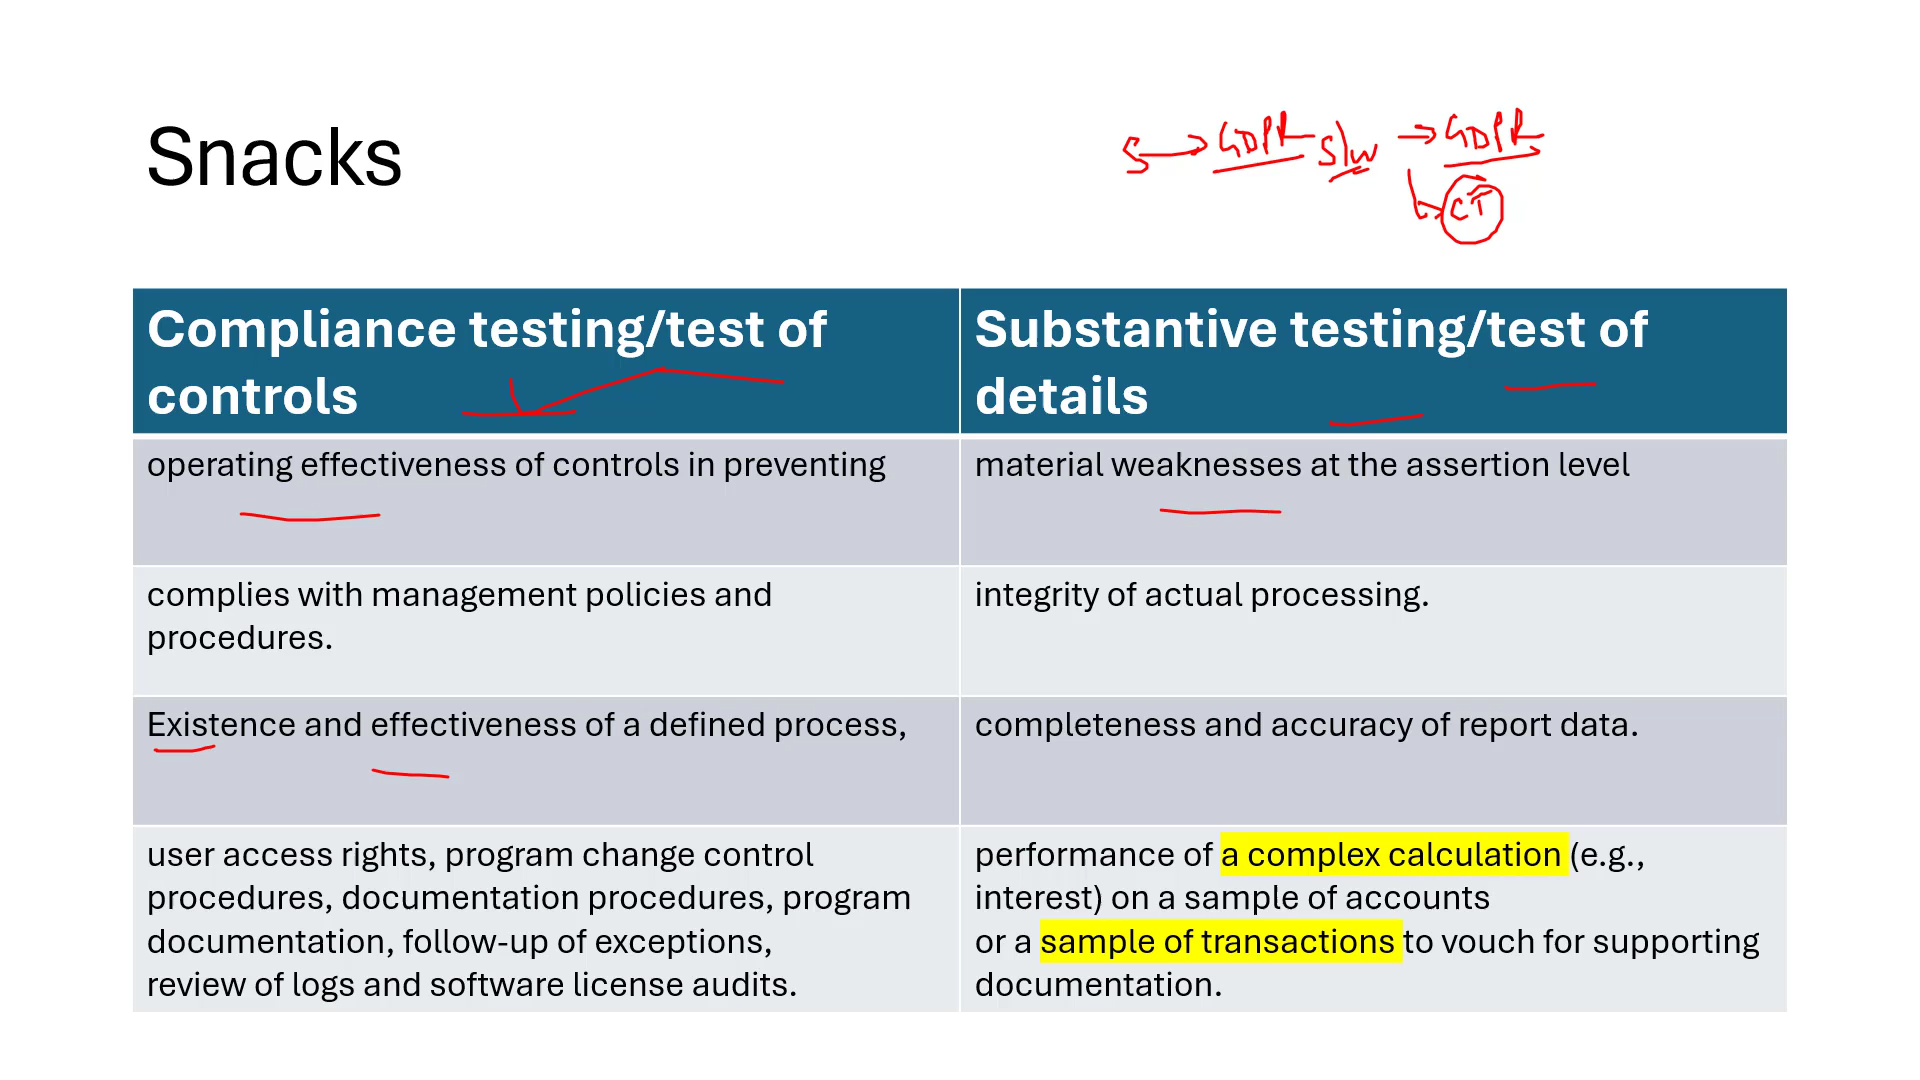 Snacks
S → GDPR S/W → GDPR
CT
Compliance testing/test of
controls
Substantive testing/test of
details
operating effectiveness of controls in preventing
material weaknesses at the assertion level
complies with management policies and
procedures.
integrity of actual processing.
Existence and effectiveness of a defined process,
completeness and accuracy of report data.
user access rights, program change control
procedures, documentation procedures, program
documentation, follow-up of exceptions,
review of logs and software license audits.
performance of a complex calculation (e.g.,
interest) on a sample of accounts
or a sample of transactions to vouch for supporting
documentation.